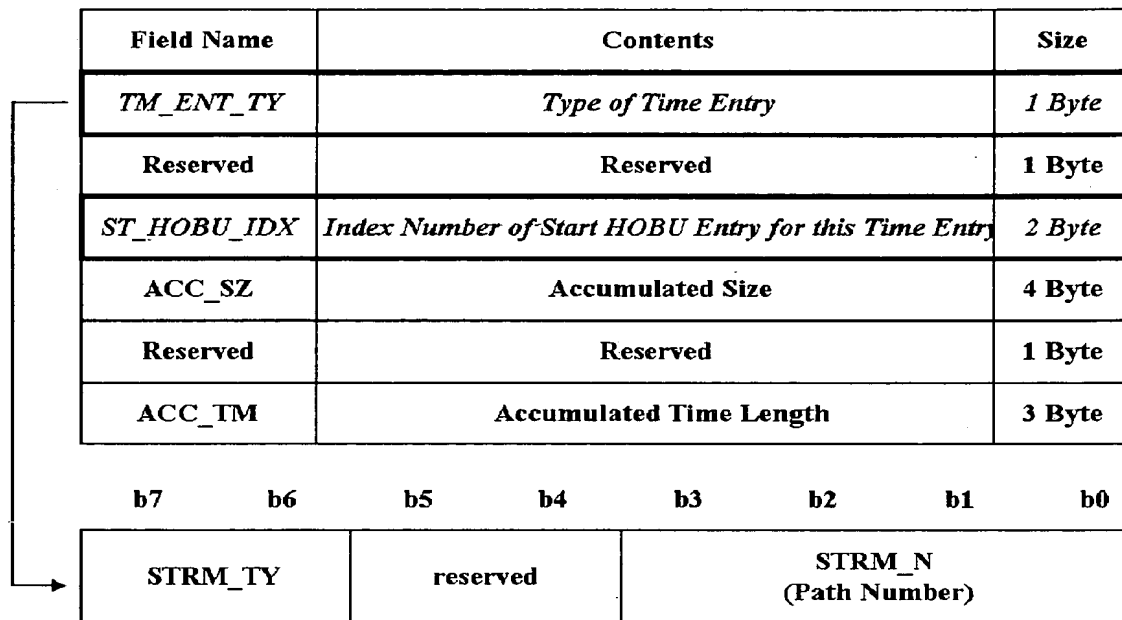 Field Name Contents Size
TM_ENT_TY Type of Time Entry 1 Byte
Reserved Reserved 1 Byte
ST_HOBU_IDX Index Number of Start HOBU Entry for this Time Entry 2 Byte
ACC_SZ Accumulated Size 4 Byte
Reserved Reserved 1 Byte
ACC_TM Accumulated Time Length 3 Byte
b7 b6 b5 b4 b3 b2 b1 b0
STRM_TY reserved STRM_N
(Path Number)